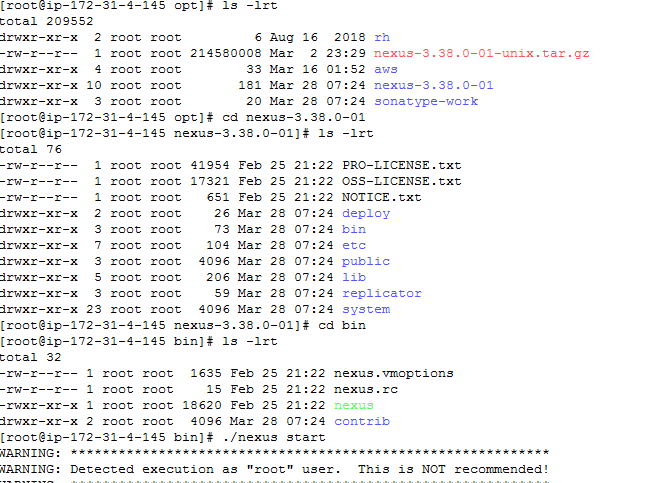 [root@ip-172-31-4-145 opt]# ls -lrt
total 209552
drwxr-xr-x  2 root root         6 Aug 16  2018 rh
-rw-r--r--  1 root root 214580008 Mar  2 23:29 nexus-3.38.0-01-unix.tar.gz
drwxr-xr-x  4 root root        33 Mar 16 01:52 aws
drwxr-xr-x 10 root root       181 Mar 28 07:24 nexus-3.38.0-01
drwxr-xr-x  3 root root        20 Mar 28 07:24 sonatype-work
[root@ip-172-31-4-145 opt]# cd nexus-3.38.0-01
[root@ip-172-31-4-145 nexus-3.38.0-01]# ls -lrt
total 76
-rw-r--r--  1 root root 41954 Feb 25 21:22 PRO-LICENSE.txt
-rw-r--r--  1 root root 17321 Feb 25 21:22 OSS-LICENSE.txt
-rw-r--r--  1 root root   651 Feb 25 21:22 NOTICE.txt
drwxr-xr-x  2 root root    26 Mar 28 07:24 deploy
drwxr-xr-x  3 root root    73 Mar 28 07:24 bin
drwxr-xr-x  7 root root   104 Mar 28 07:24 etc
drwxr-xr-x  3 root root  4096 Mar 28 07:24 public
drwxr-xr-x  5 root root   206 Mar 28 07:24 lib
drwxr-xr-x  3 root root    59 Mar 28 07:24 replicator
drwxr-xr-x 23 root root  4096 Mar 28 07:24 system
[root@ip-172-31-4-145 nexus-3.38.0-01]# cd bin
[root@ip-172-31-4-145 bin]# ls -lrt
total 32
-rw-r--r-- 1 root root  1635 Feb 25 21:22 nexus.vmoptions
-rw-r--r-- 1 root root    15 Feb 25 21:22 nexus.rc
-rwxr-xr-x 1 root root 18620 Feb 25 21:22 nexus
drwxr-xr-x 2 root root  4096 Mar 28 07:24 contrib
[root@ip-172-31-4-145 bin]# ./nexus start
WARNING: ************************************************************
WARNING: Detected execution as "root" user.  This is NOT recommended!
WARNING: ************************************************************